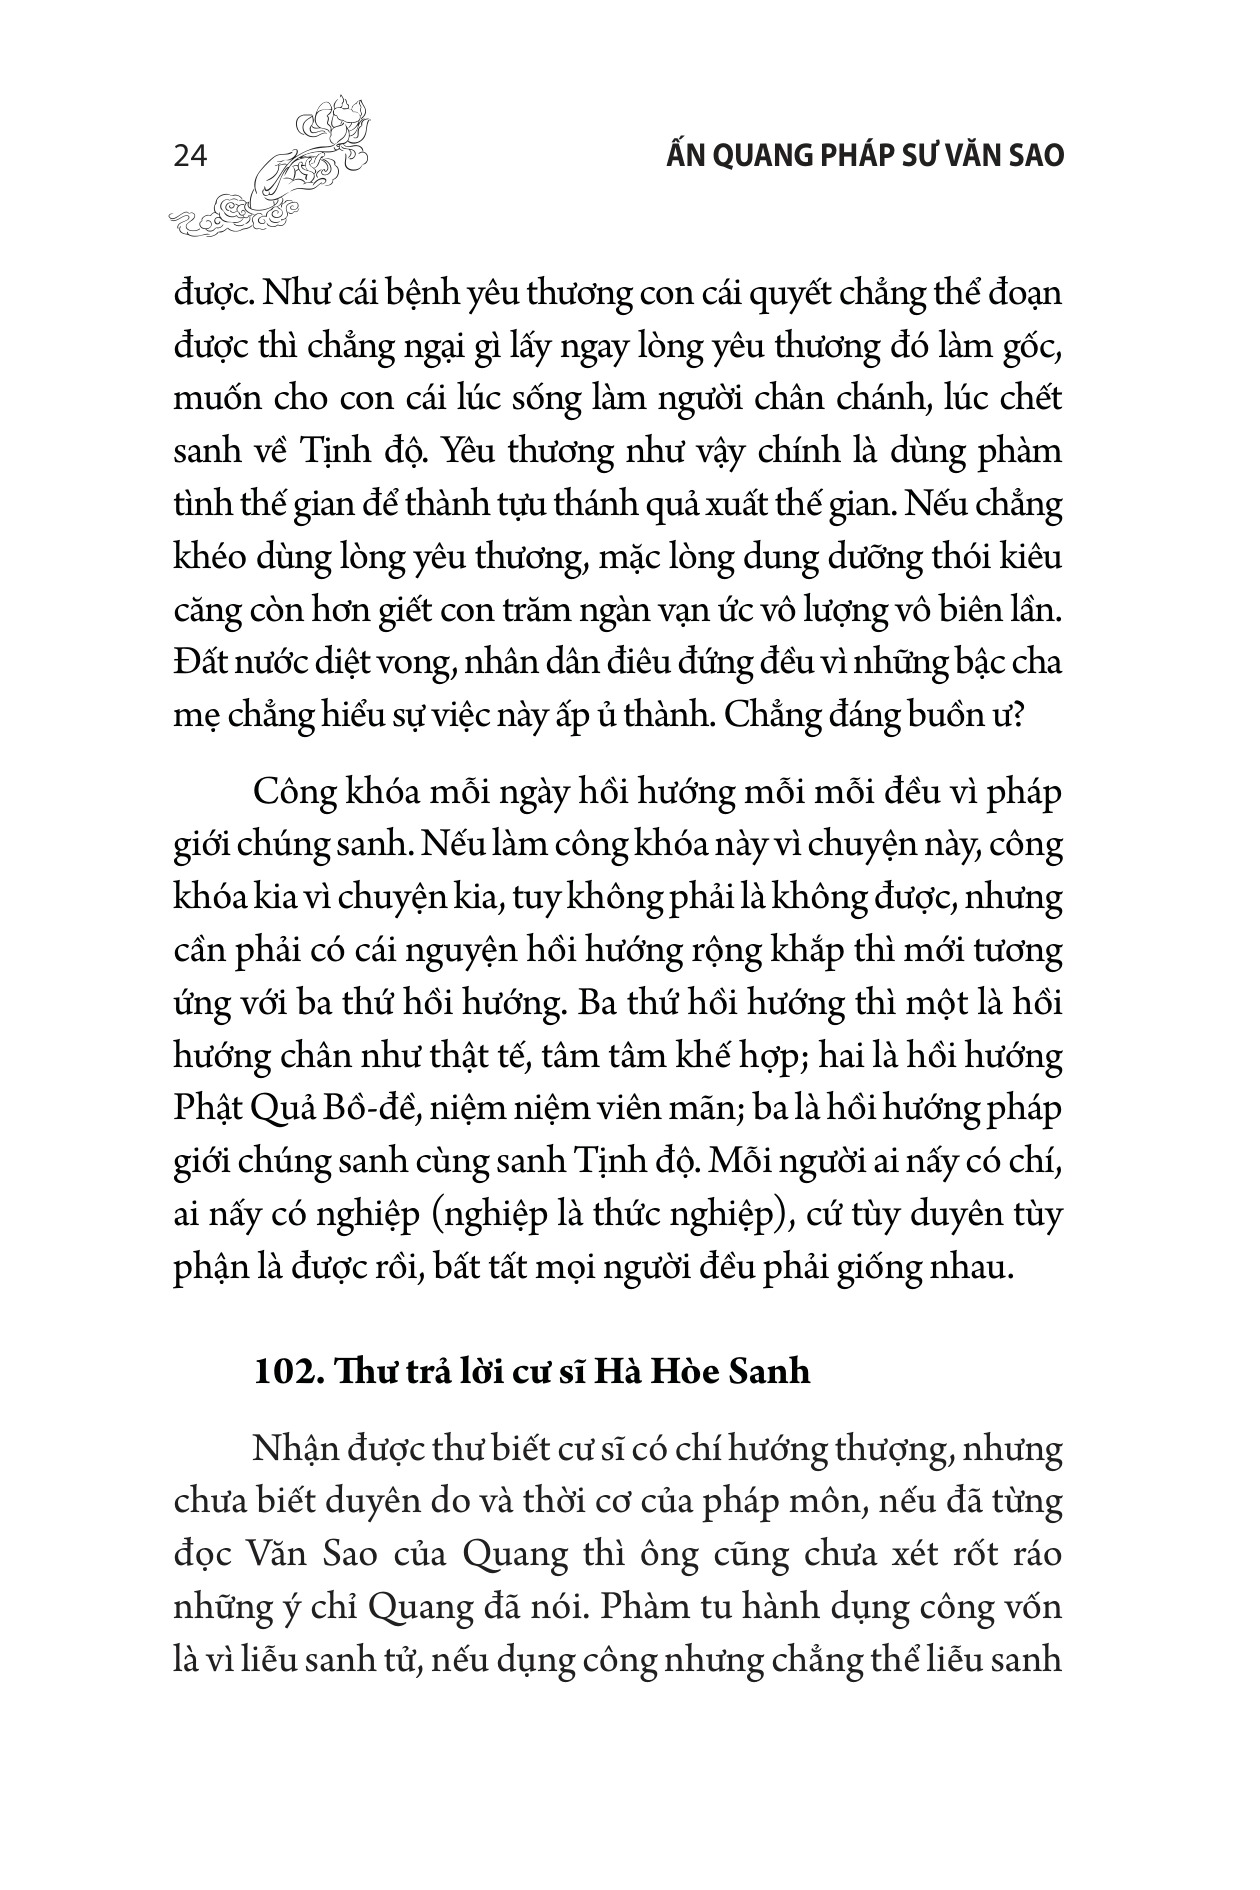 24
ẤN QUANG PHÁP SƯ VĂN SAO
được. Như cái bệnh yêu thương con cái quyết chẳng thể đoạn
được thì chẳng ngại gì lấy ngay lòng yêu thương đó làm gốc,
muốn cho con cái lúc sống làm người chân chánh, lúc chết
sanh về Tịnh độ. Yêu thương như vậy chính là dùng phàm
tình thế gian để thành tựu thánh quả xuất thế gian. Nếu chẳng
khéo dùng lòng yêu thương, mặc lòng dung dưỡng thói kiêu
căng còn hơn giết con trăm ngàn vạn ức vô lượng vô biên lần.
Đất nước diệt vong, nhân dân điêu đứng đều vì những bậc cha
mẹ chẳng hiểu sự việc này ấp ủ thành. Chẳng đáng buồn ư?
Công khóa mỗi ngày hồi hướng mỗi mỗi đều vì pháp
giới chúng sanh. Nếu làm công khóa này vì chuyện này, công
khóa kia vì chuyện kia, tuy không phải là không được, nhưng
cần phải có cái nguyện hồi hướng rộng khắp thì mới tương
ứng với ba thứ hồi hướng. Ba thứ hồi hướng thì một là hồi
hướng chân như thật tế, tâm tâm khế hợp; hai là hồi hướng
Phật Quả Bồ-đề, niệm niệm viên mãn; ba là hồi hướng pháp
giới chúng sanh cùng sanh Tịnh độ. Mỗi người ai nấy có chí,
ai nấy có nghiệp (nghiệp là thức nghiệp), cứ tùy duyên tùy
phận là được rồi, bất tất mọi người đều phải giống nhau.
102. Thư trả lời cư sĩ Hà Hòe Sanh
Nhận được thư biết cư sĩ có chí hướng thượng, nhưng
chưa biết duyên do và thời cơ của pháp môn, nếu đã từng
đọc Văn Sao của Quang thì ông cũng chưa xét rốt ráo
những ý chỉ Quang đã nói. Phàm tu hành dụng công vốn
là vì liễu sanh tử, nếu dụng công nhưng chẳng thể liễu sanh